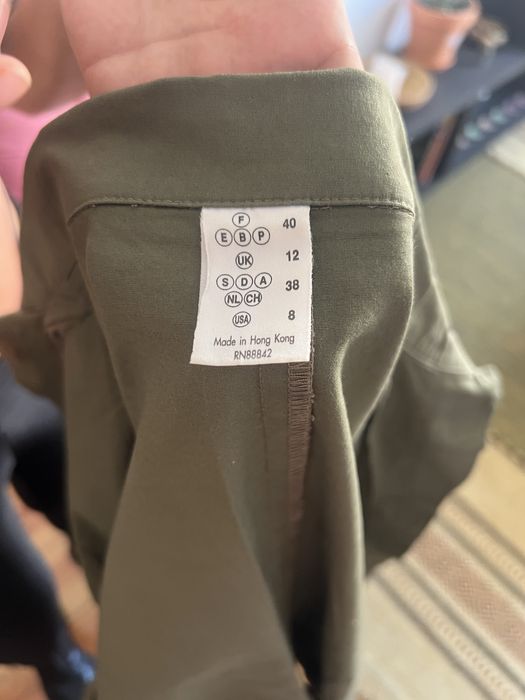 F
E B P 40
UK 12
S D A
NL CH 38
USA 8
Made in Hong Kong
RN88842